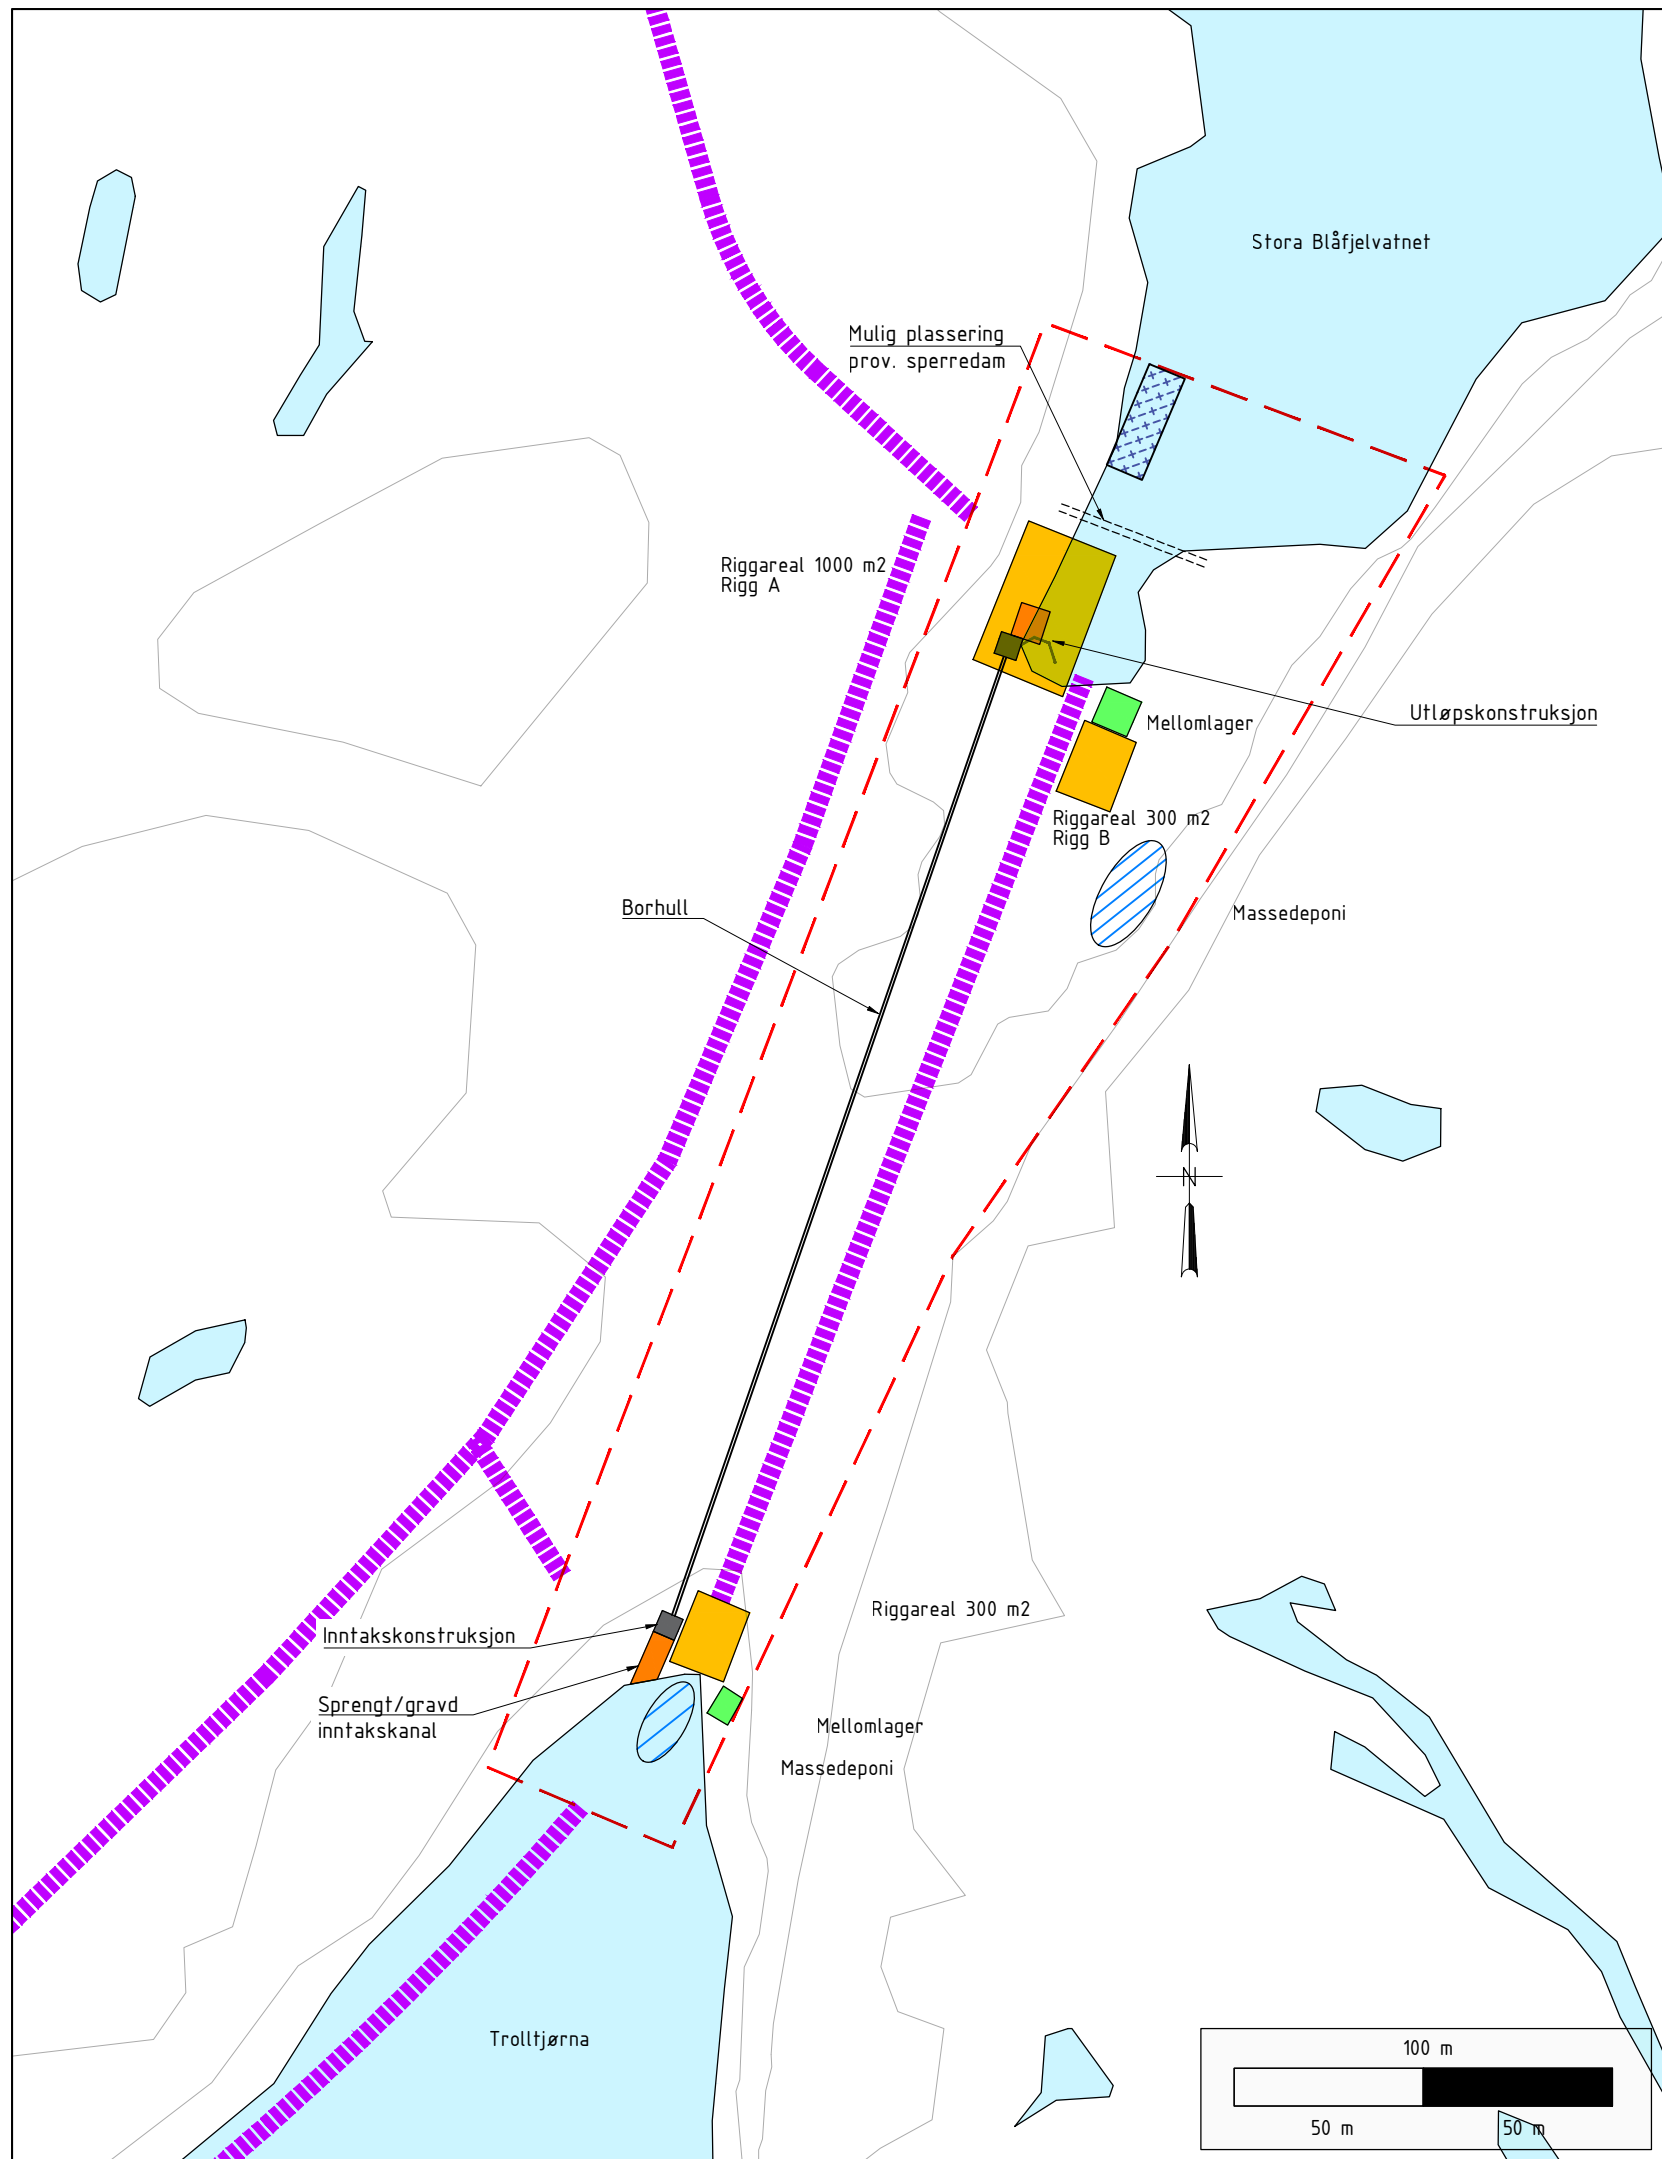 Stora Blåfjelvatnet
Mulig plassering
prov. sperredam
Riggareal 1000 m2
Rigg A
Utløpskonstruksjon
Mellomlager
Riggareal 300 m2
Rigg B
Borhull
Massedeponi
N
Riggareal 300 m2
Inntakskonstruksjon
Sprengt/gravd
inntakskanal
Mellomlager
Massedeponi
Trolltjørna
100 m
50 m
50 m